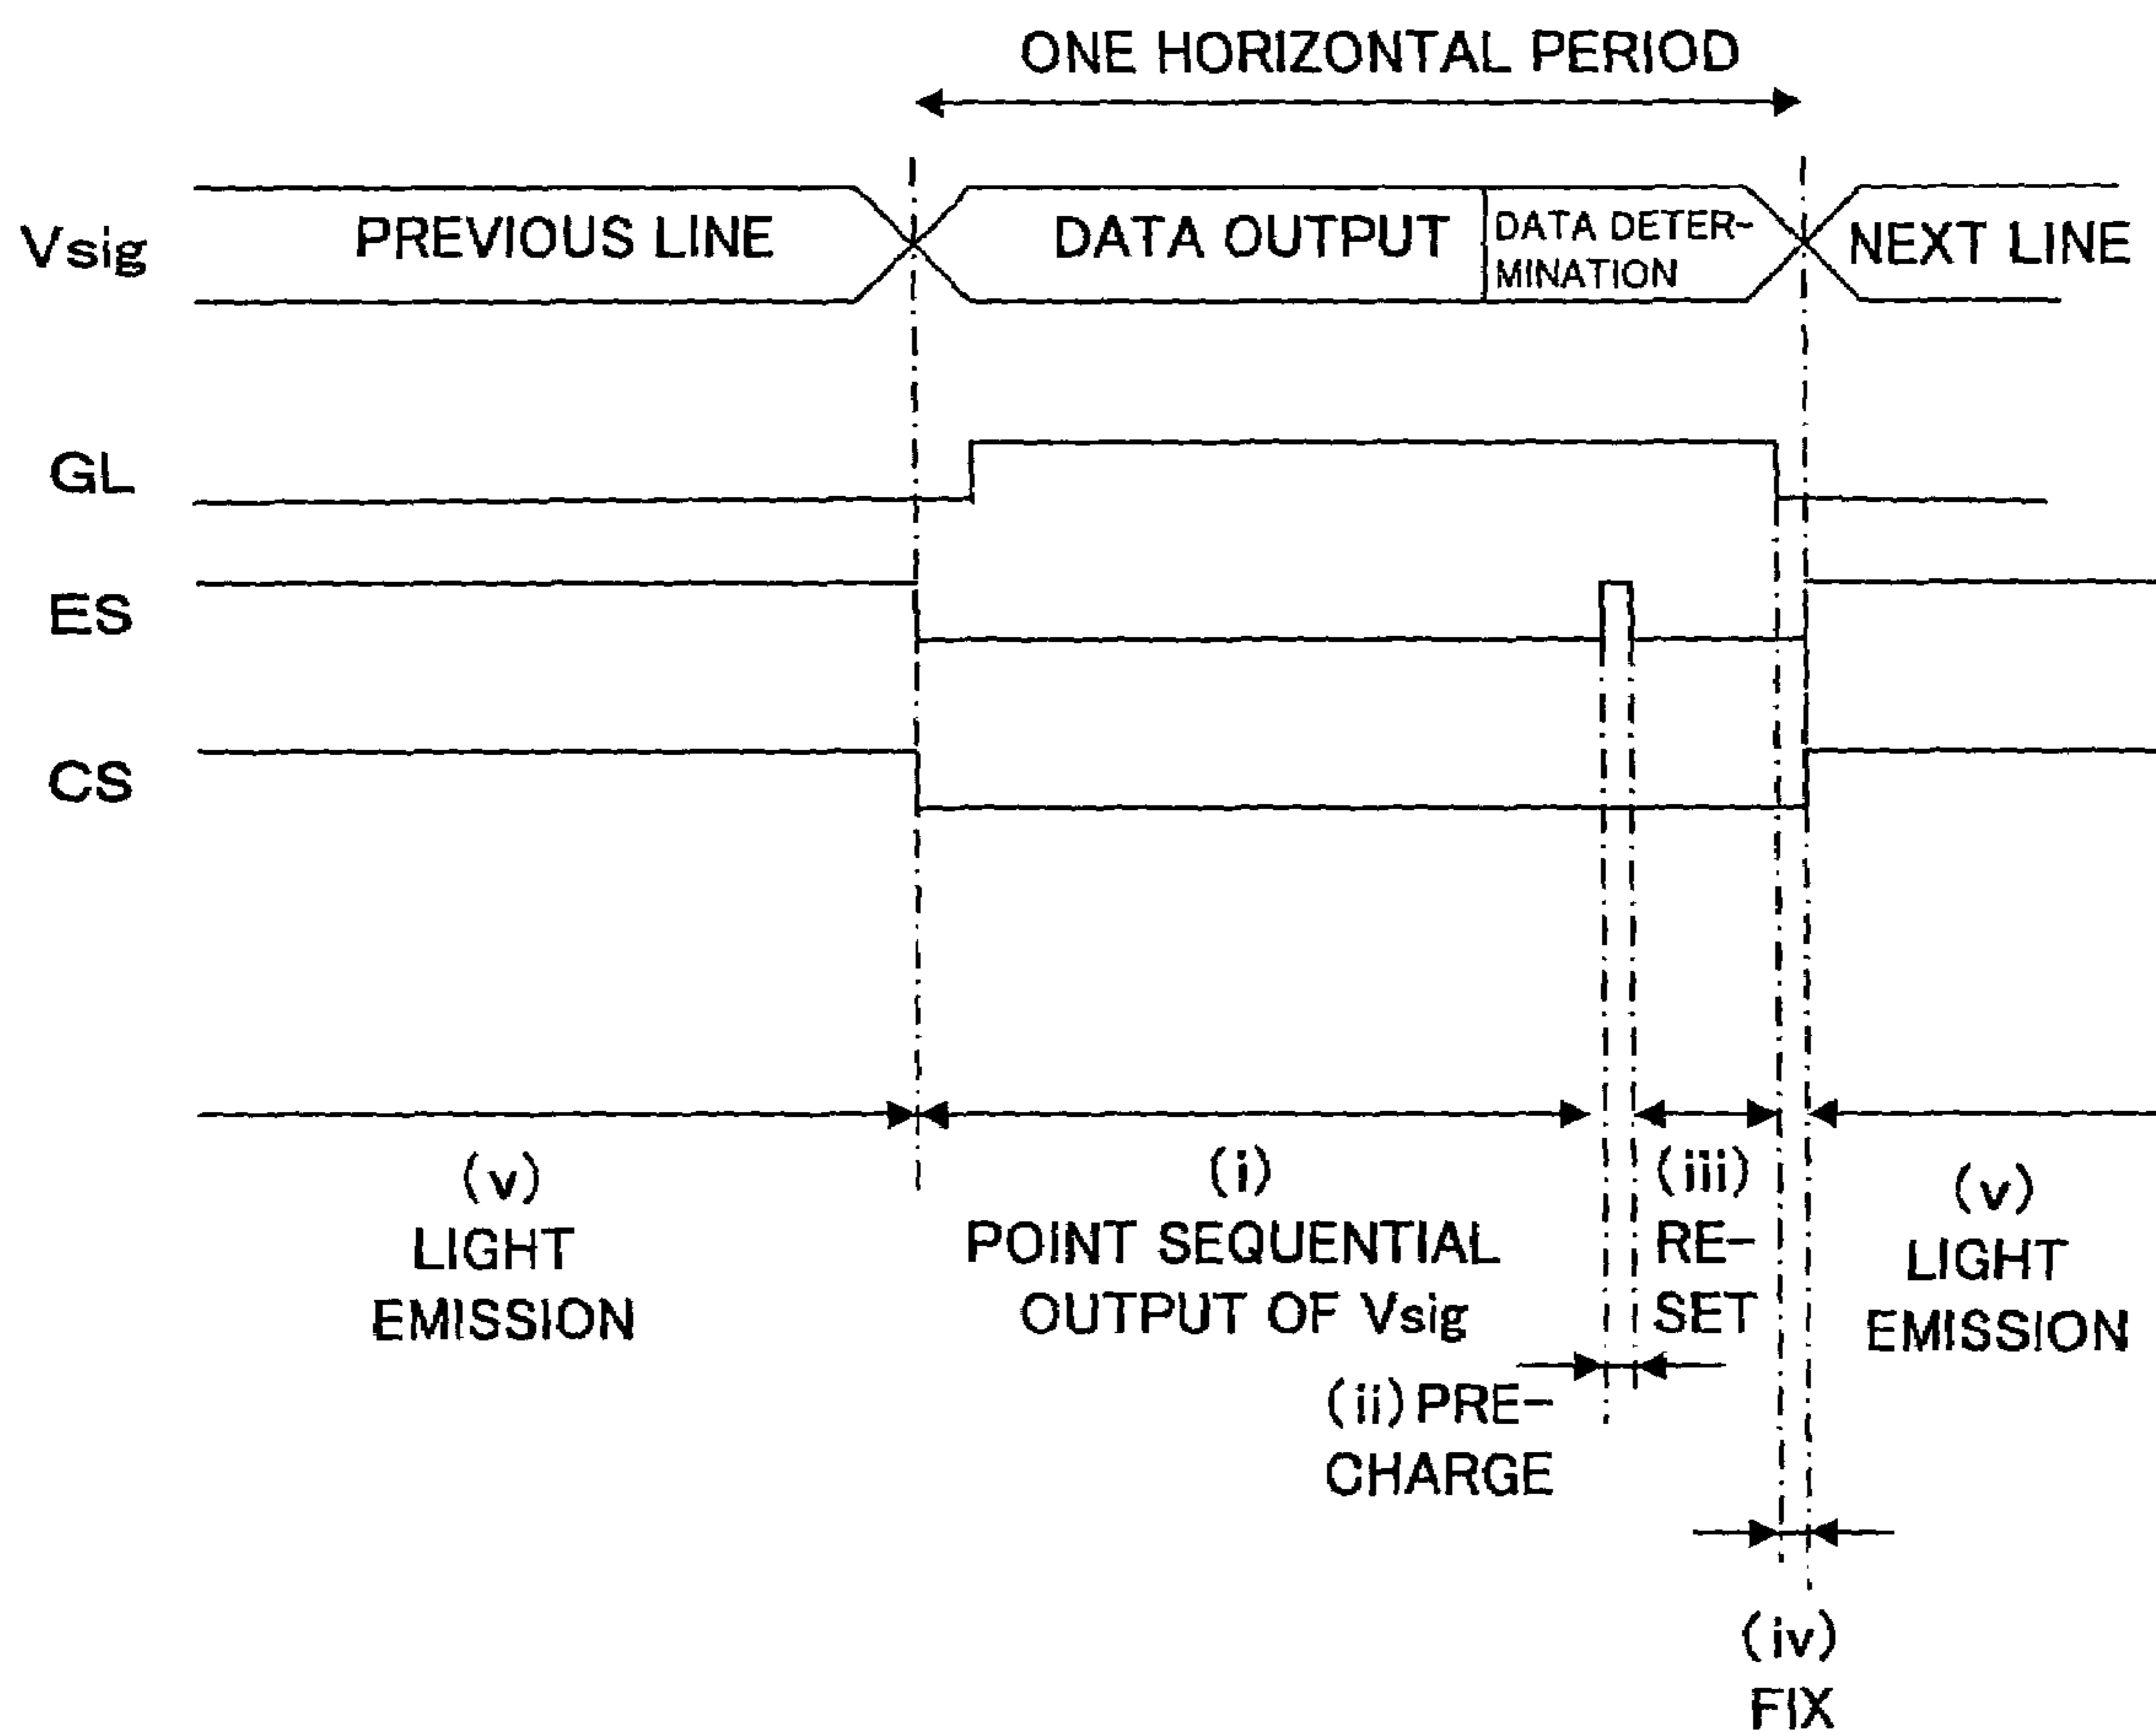 ONE HORIZONTAL PERIOD
Vsig
PREVIOUS LINE
DATA OUTPUT
DATA DETER-
MINATION
NEXT LINE
GL
ES
CS
(v)
LIGHT
EMISSION
(i)
POINT SEQUENTIAL
OUTPUT OF Vsig
(ii) PRE-
CHARGE
(iii)
RE-
SET
(iv)
FIX
(v)
LIGHT
EMISSION